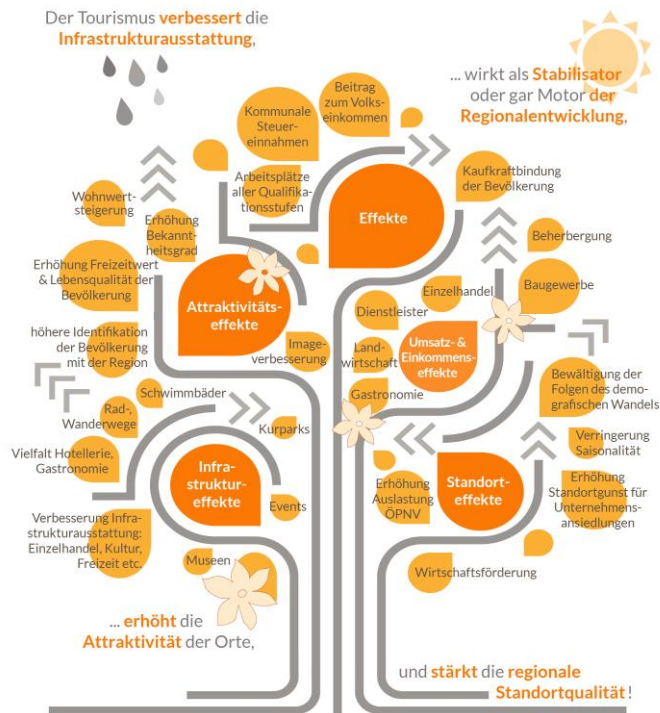 Der Tourismus verbessert die
Infrastrukturausstattung,
... wirkt als Stabilisator
oder gar Motor der
Regionalentwicklung,
Beitrag
zum Volks-
einkommen
Kommunale
Steuer-
einnahmen
Arbeitsplätze
aller Qualifika-
tionsstufen
Effekte
Kaufkraftbindung
der Bevölkerung
Wohnwert-
steigerung
Erhöhung
Bekannt-
heitsgrad
Erhöhung Freizeitwert
& Lebensqualität der
Bevölkerung
Attraktivitäts-
effekte
höhere Identifikation
der Bevölkerung
mit der Region
Image-
verbesserung
Beherbergung
Baugewerbe
Einzelhandel
Dienstleister
Land-
wirtschaft
Umsatz- &
Einkommens-
effekte
Gastronomie
Bewältigung der
Folgen des demo-
grafischen Wandels
Schwimmbäder
Rad-,
Wanderwege
Kurparks
Vielfalt Hotellerie,
Gastronomie
Infra-
struktur-
effekte
Events
Verbesserung Infra-
strukturausstattung:
Einzelhandel, Kultur,
Freizeit etc.
Museen
Verringerung
Saisonalität
Erhöhung
Auslastung
ÖPNV
Standort-
effekte
Erhöhung
Standortgunst für
Unternehmens-
ansiedlungen
Wirtschaftsförderung
... erhöht die
Attraktivität der Orte,
und stärkt die regionale
Standortqualität!